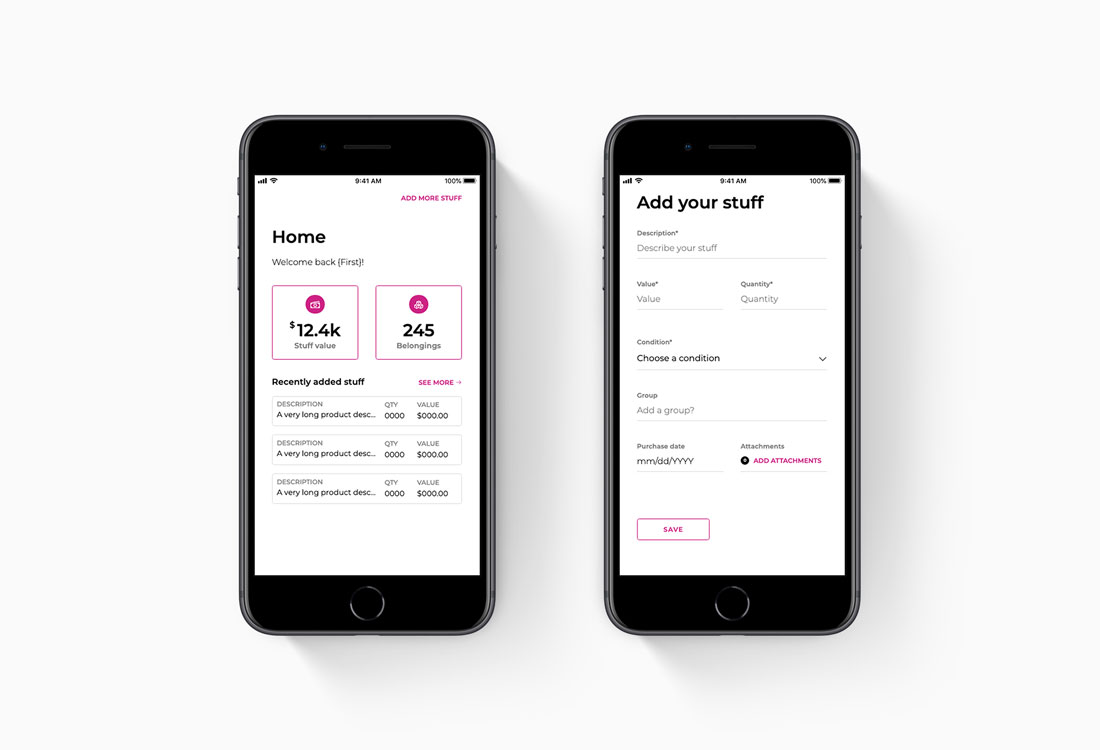 9:41 AM 100%
ADD MORE STUFF
Home
Welcome back {First}!
$12.4k 245
Stuff value Belongings
Recently added stuff SEE MORE →
DESCRIPTION QTY VALUE
A very long product desc... 0000 $000.00
DESCRIPTION QTY VALUE
A very long product desc... 0000 $000.00
DESCRIPTION QTY VALUE
A very long product desc... 0000 $000.00
9:41 AM 100%
Add your stuff
Description*
Describe your stuff
Value* Quantity*
Value Quantity
Condition*
Choose a condition
Group
Add a group?
Purchase date Attachments
mm/dd/YYYY ADD ATTACHMENTS
SAVE